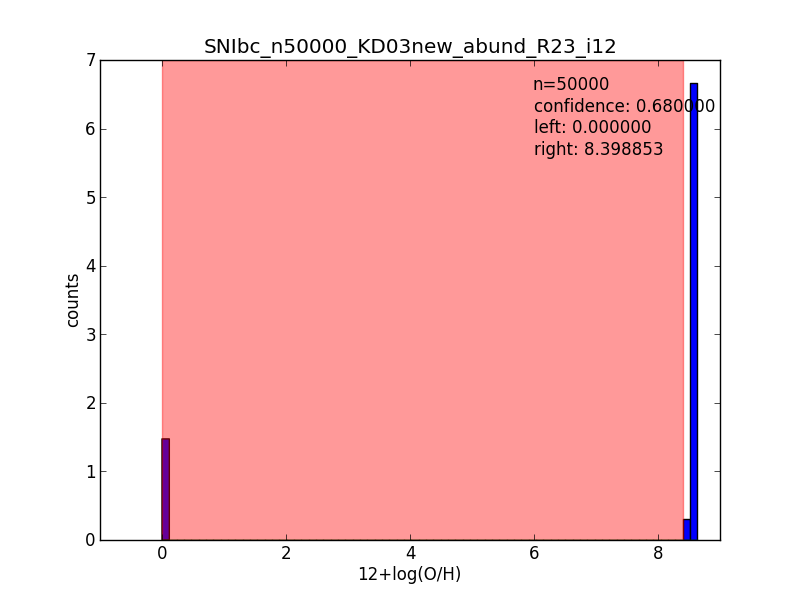 SNIbc_n50000_KD03new_abund_R23_i12
7
6
5
4
3
2
1
0
counts
n=50000
confidence: 0.680000
left: 0.000000
right: 8.398853
0 2 4 6 8
12+log(O/H)